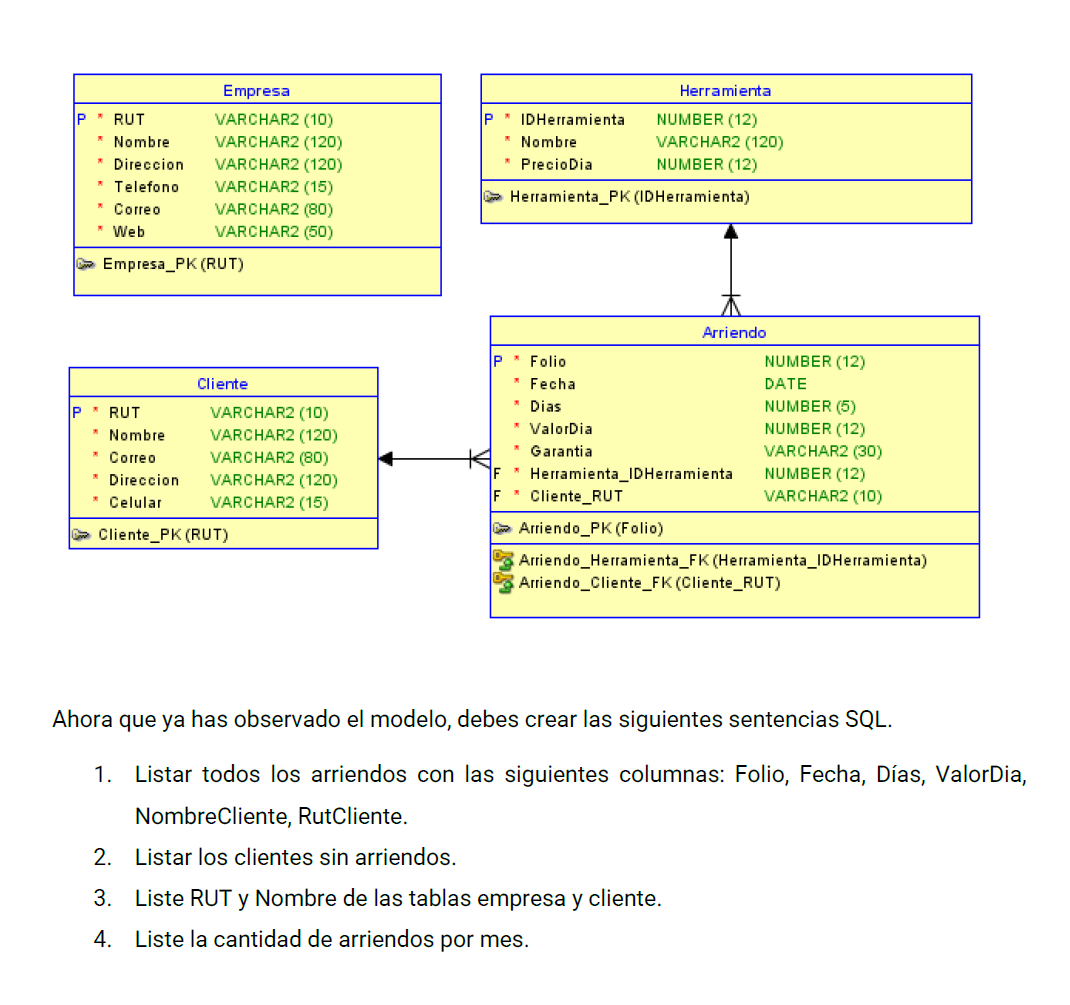 Empresa
P * RUT VARCHAR2 (10)
* Nombre VARCHAR2 (120)
* Direccion VARCHAR2 (120)
* Telefono VARCHAR2 (15)
* Correo VARCHAR2 (80)
* Web VARCHAR2 (50)
Empresa_PK (RUT)
Herramienta
P * IDHerramienta NUMBER (12)
* Nombre VARCHAR2 (120)
* PrecioDia NUMBER (12)
Herramienta_PK (IDHerramienta)
Cliente
P * RUT VARCHAR2 (10)
* Nombre VARCHAR2 (120)
* Correo VARCHAR2 (80)
* Direccion VARCHAR2 (120)
* Celular VARCHAR2 (15)
Cliente_PK (RUT)
Arriendo
P * Folio NUMBER (12)
* Fecha DATE
* Dias NUMBER (5)
* ValorDia NUMBER (12)
* Garantia VARCHAR2 (30)
F * Herramienta_IDHerramienta NUMBER (12)
F * Cliente_RUT VARCHAR2 (10)
Arriendo_PK (Folio)
Arriendo_Herramienta_FK (Herramienta_IDHerramienta)
Arriendo_Cliente_FK (Cliente_RUT)
Ahora que ya has observado el modelo, debes crear las siguientes sentencias SQL.
1. Listar todos los arriendos con las siguientes columnas: Folio, Fecha, Días, ValorDia,
NombreCliente, RutCliente.
2. Listar los clientes sin arriendos.
3. Liste RUT y Nombre de las tablas empresa y cliente.
4. Liste la cantidad de arriendos por mes.